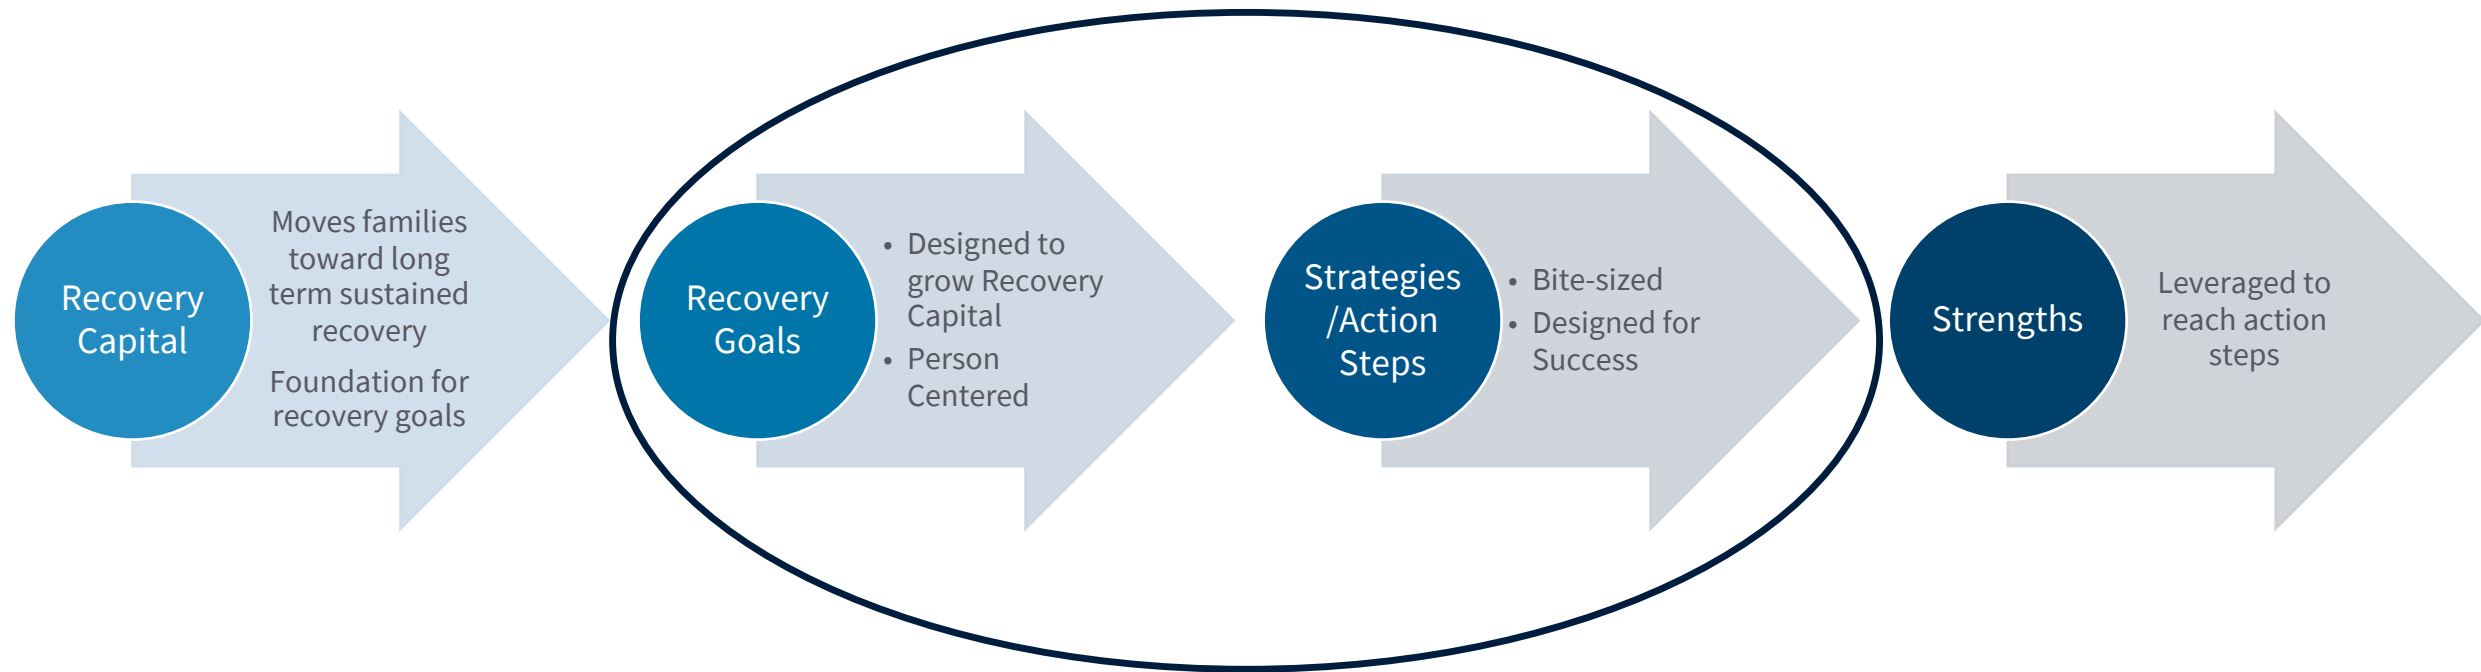 Recovery
Capital
Moves families
toward long
term sustained
recovery
Foundation for
recovery goals
Recovery
Goals
• Designed to
grow Recovery
Capital
• Person
Centered
Strategies
/Action
Steps
• Bite-sized
• Designed for
Success
Strengths
Leveraged to
reach action
steps